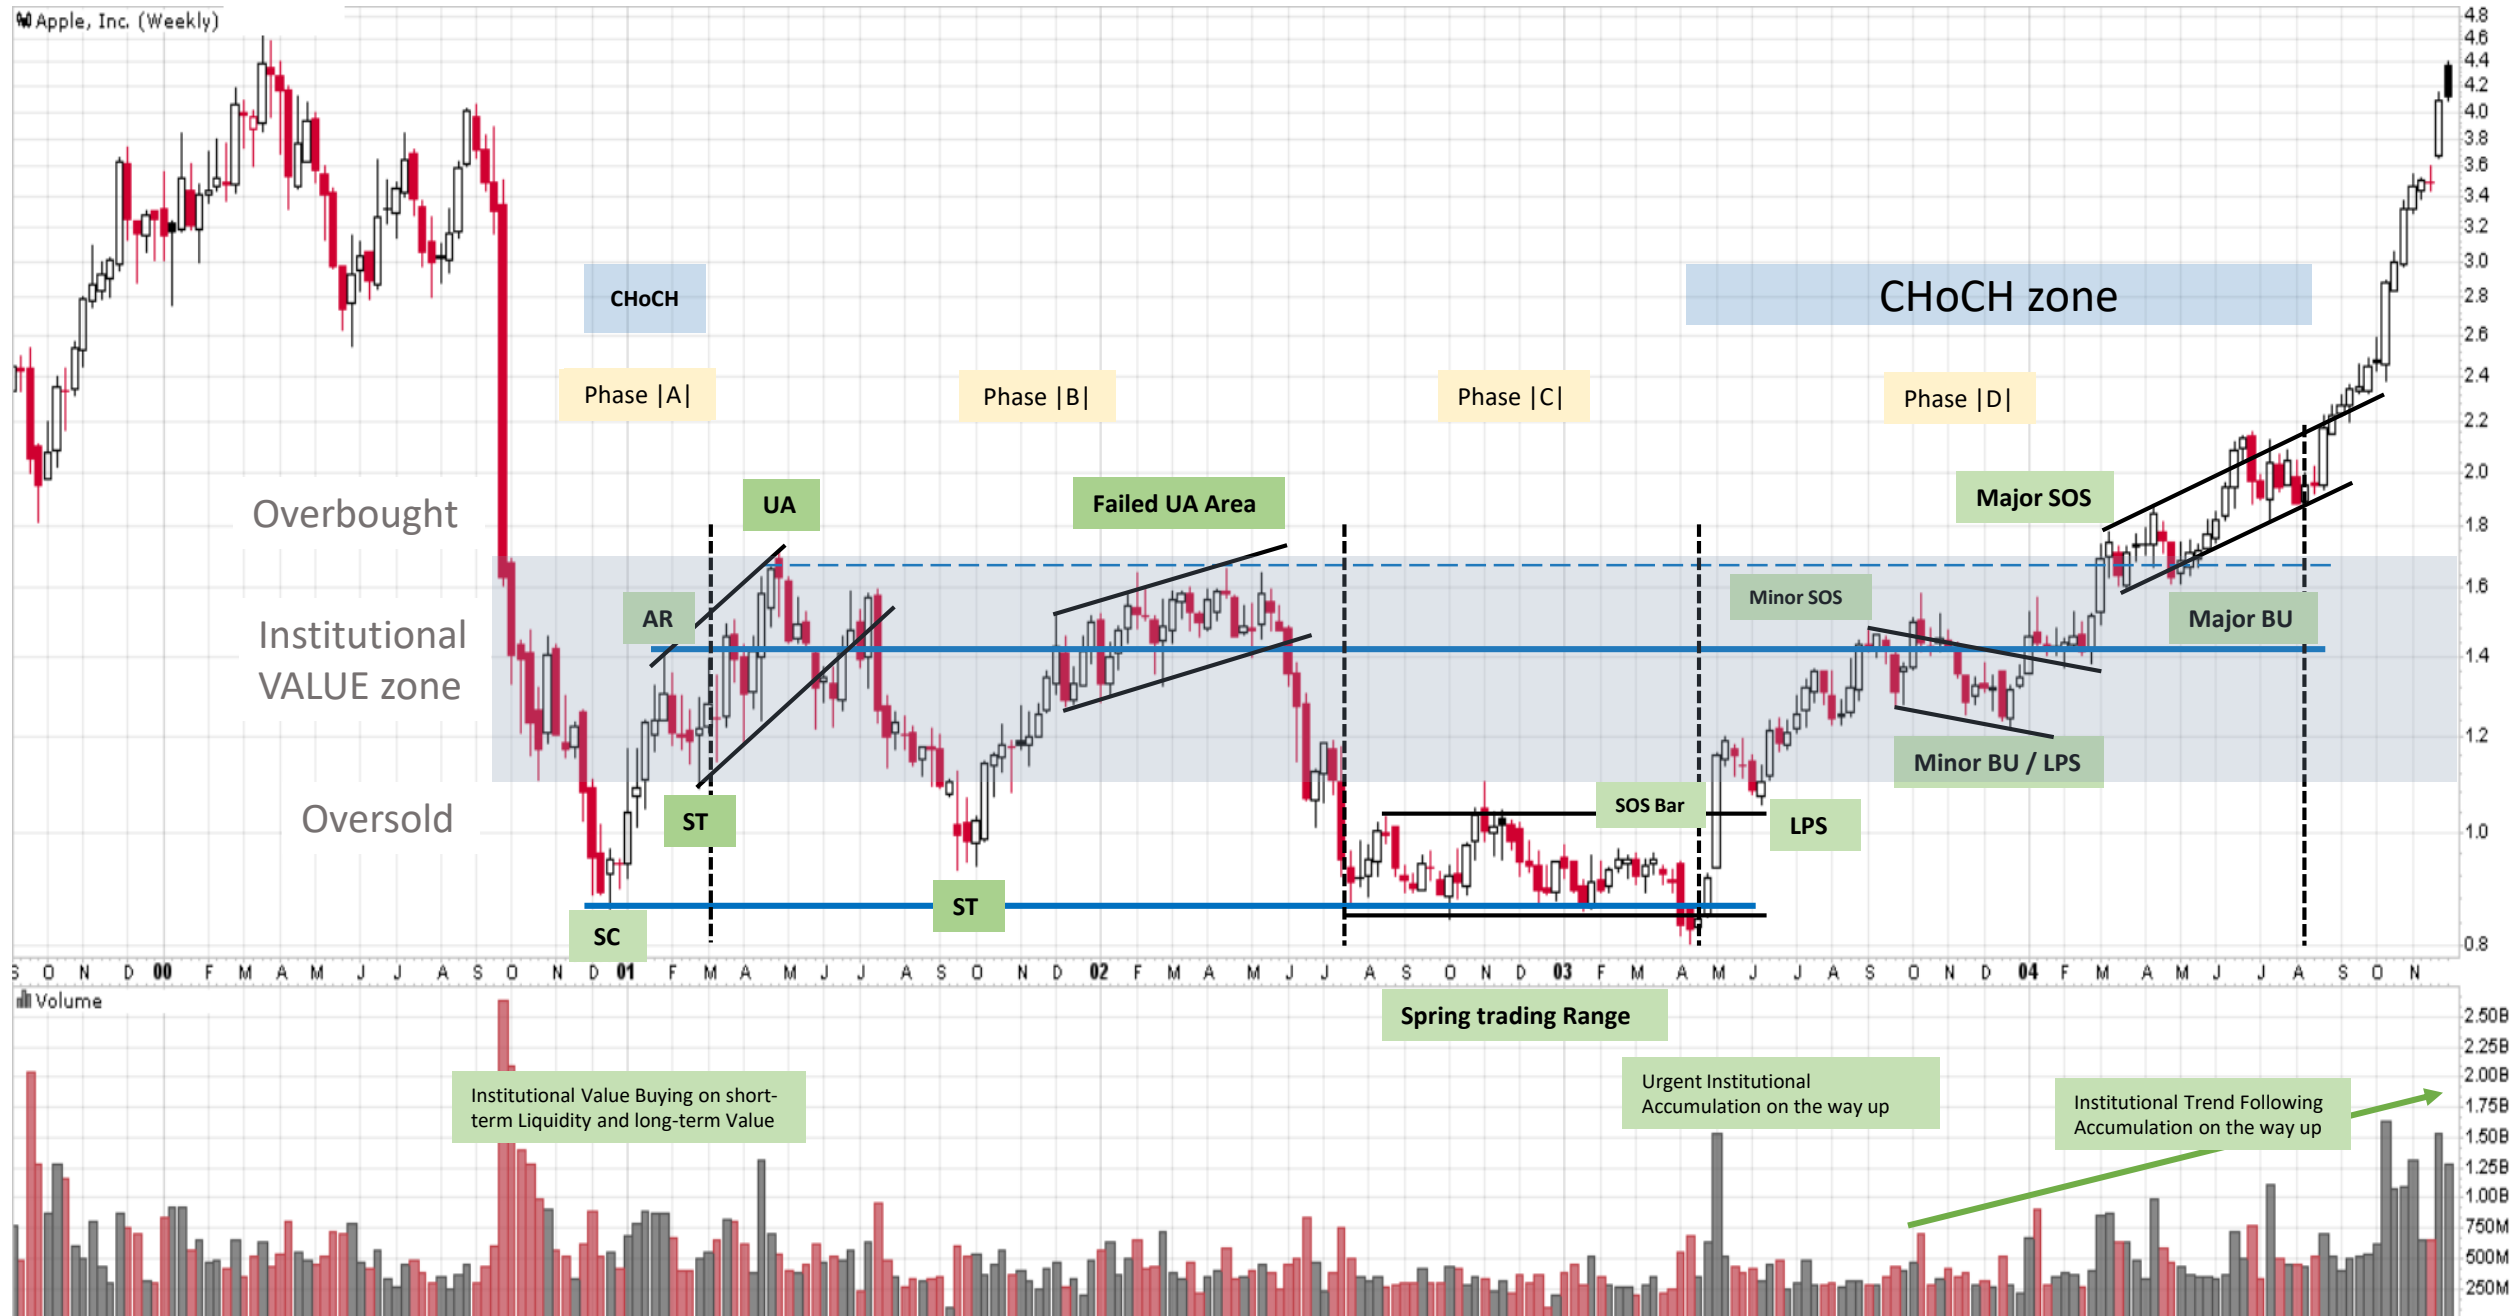 Apple, Inc. (Weekly)
4.8
4.6
4.4
4.2
4.0
3.8
3.6
3.4
3.2
3.0
2.8
2.6
2.4
2.2
2.0
1.8
1.6
1.4
1.2
1.0
0.8
CHoCH
CHoCH zone
Phase |A|
Phase |B|
Phase |C|
Phase |D|
Overbought
UA
Failed UA Area
Major SOS
AR
Minor SOS
Major BU
Institutional
VALUE zone
Minor BU / LPS
Oversold
ST
SOS Bar
LPS
ST
SC
S O N D 00 F M A M J J A S O N D 01 F M A M J J A S O N D 02 F M A M J J A S O N D 03 F M A M J J A S O N D 04 F M A M J J A S O N
Volume
Spring trading Range
2.50B
2.25B
2.00B
1.75B
1.50B
1.25B
1.00B
750M
500M
250M
Institutional Value Buying on short-
term Liquidity and long-term Value
Urgent Institutional
Accumulation on the way up
Institutional Trend Following
Accumulation on the way up